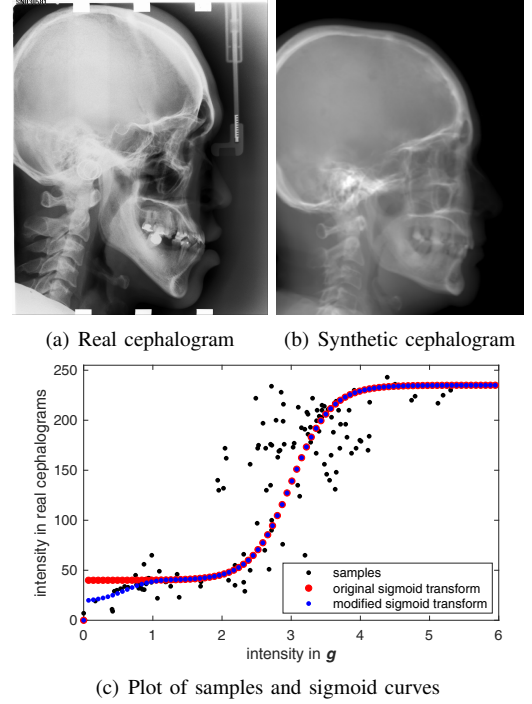 (a) Real cephalogram
(b) Synthetic cephalogram
250
200
150
100
50
0
intensity in real cephalograms
samples
original sigmoid transform
modified sigmoid transform
0 1 2 3 4 5 6
intensity in g
(c) Plot of samples and sigmoid curves